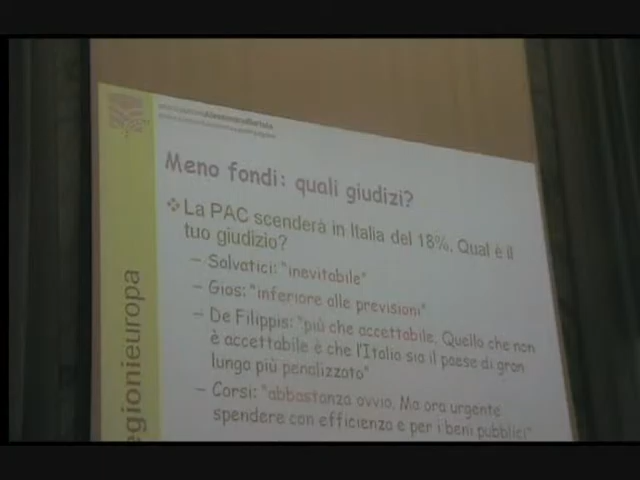 Meno fondi: quali giudizi?
La PAC scenderà in Italia del 18%. Qual è il
tuo giudizio?
– Salvatici: "inevitabile"
– Gios: "inferiore alle previsioni"
– De Filippis: "più che accettabile. Quello che non
è accettabile è che l'Italia sia il paese di gran
lunga più penalizzato"
– Corsi: "abbastanza ovvio. Ma ora urgente
spendere con efficienza e per i beni pubblici"
egionieuropa